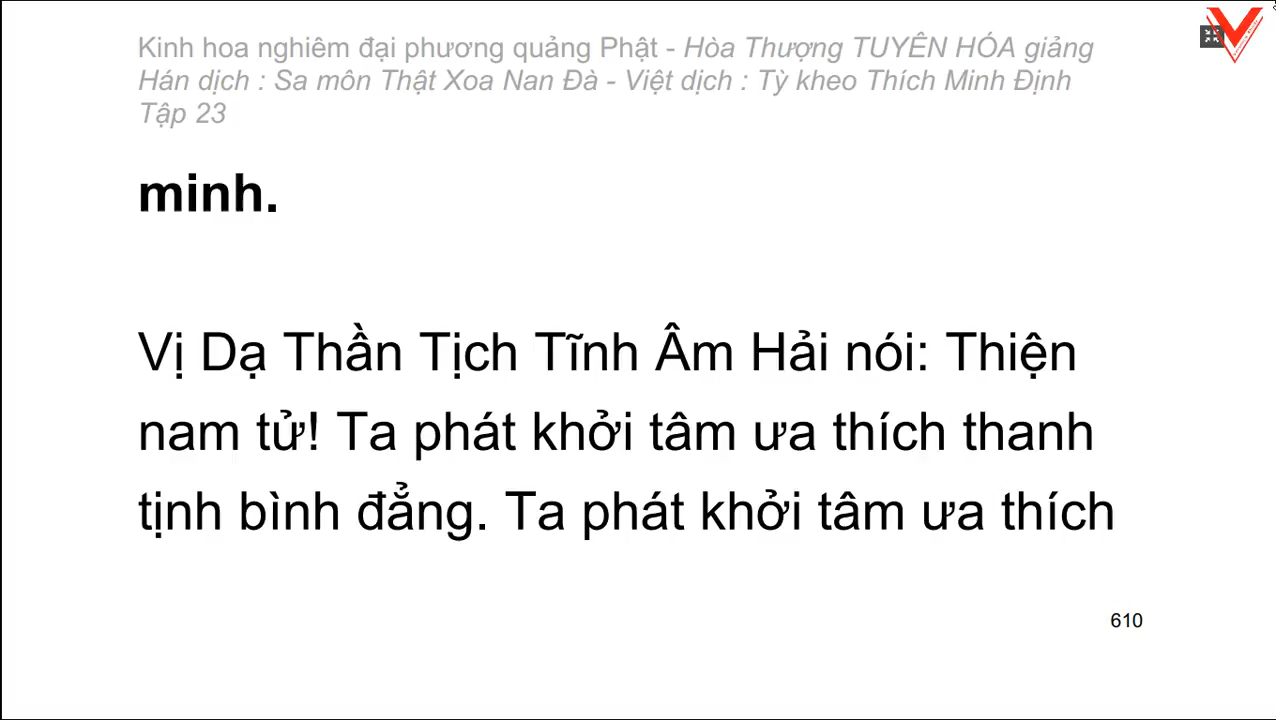 Kinh hoa nghiêm đại phương quảng Phật - Hòa Thượng TUYÊN HÓA giảng
Hán dịch : Sa môn Thật Xoa Nan Đà - Việt dịch : Tỳ kheo Thích Minh Định
Tập 23
minh.
Vị Dạ Thần Tịch Tĩnh Âm Hải nói: Thiện
nam tử! Ta phát khởi tâm ưa thích thanh
tịnh bình đẳng. Ta phát khởi tâm ưa thích
610